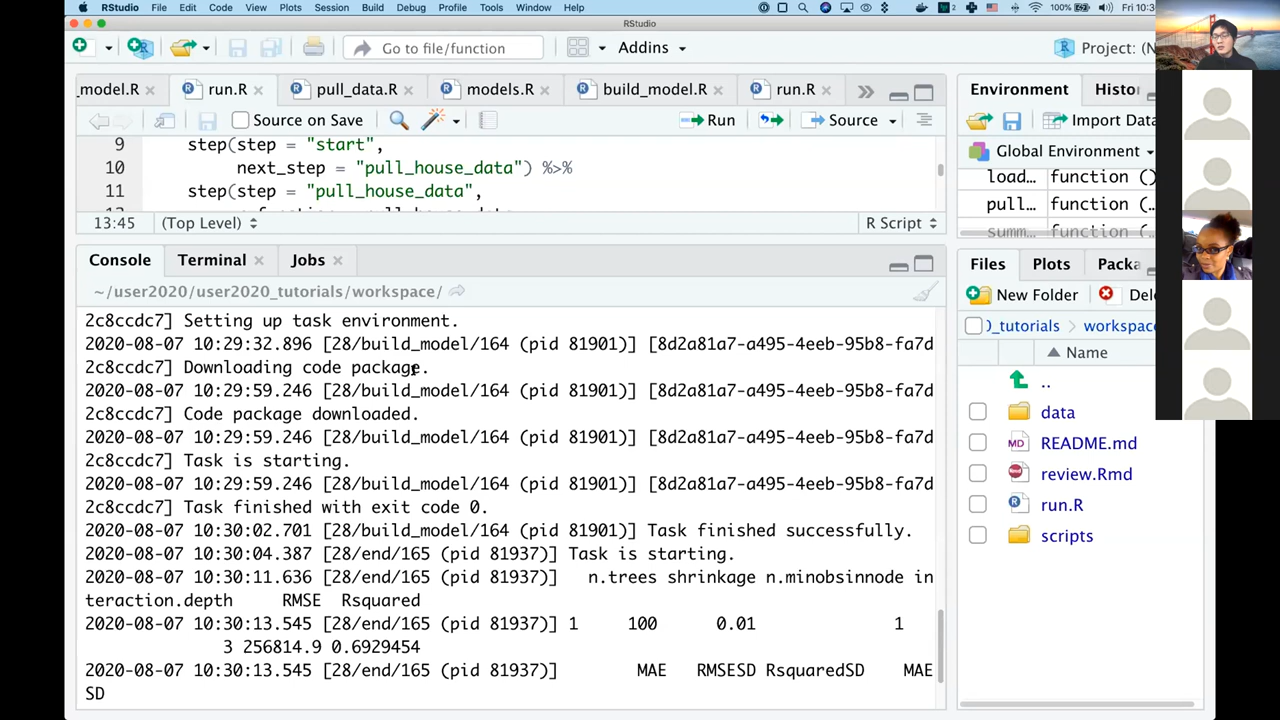 RStudio File Edit Code View Plots Session Build Debug Profile Tools Window Help 2 100% Fri 10:3
RStudio
Go to file/function Addins Project: (N
_model.R run.R pull_data.R models.R build_model.R run.R
Source on Save Run Source
9 step(step = "start",
10 next_step = "pull_house_data") %>%
11 step(step = "pull_house_data",
13:45 (Top Level) R Script
Console Terminal Jobs
~/user2020/user2020_tutorials/workspace/
2c8ccdc7] Setting up task environment.
2020-08-07 10:29:32.896 [28/build_model/164 (pid 81901)] [8d2a81a7-a495-4eeb-95b8-fa7d
2c8ccdc7] Downloading code package.
2020-08-07 10:29:59.246 [28/build_model/164 (pid 81901)] [8d2a81a7-a495-4eeb-95b8-fa7d
2c8ccdc7] Code package downloaded.
2020-08-07 10:29:59.246 [28/build_model/164 (pid 81901)] [8d2a81a7-a495-4eeb-95b8-fa7d
2c8ccdc7] Task is starting.
2020-08-07 10:29:59.246 [28/build_model/164 (pid 81901)] [8d2a81a7-a495-4eeb-95b8-fa7d
2c8ccdc7] Task finished with exit code 0.
2020-08-07 10:30:02.701 [28/build_model/164 (pid 81901)] Task finished successfully.
2020-08-07 10:30:04.387 [28/end/165 (pid 81937)] Task is starting.
2020-08-07 10:30:11.636 [28/end/165 (pid 81937)] n.trees shrinkage n.minobsinnode in
teraction.depth RMSE Rsquared
2020-08-07 10:30:13.545 [28/end/165 (pid 81937)] 1 100 0.01 1
3 256814.9 0.6929454
2020-08-07 10:30:13.545 [28/end/165 (pid 81937)] MAE RMSESD RsquaredSD MAE
SD
Environment Histo
Import Data
Global Environment
load… function ()
pull… function (…
summ… function (…
Files Plots Packa
New Folder Del
)_tutorials workspac
Name
..
data
README.md
review.Rmd
run.R
scripts